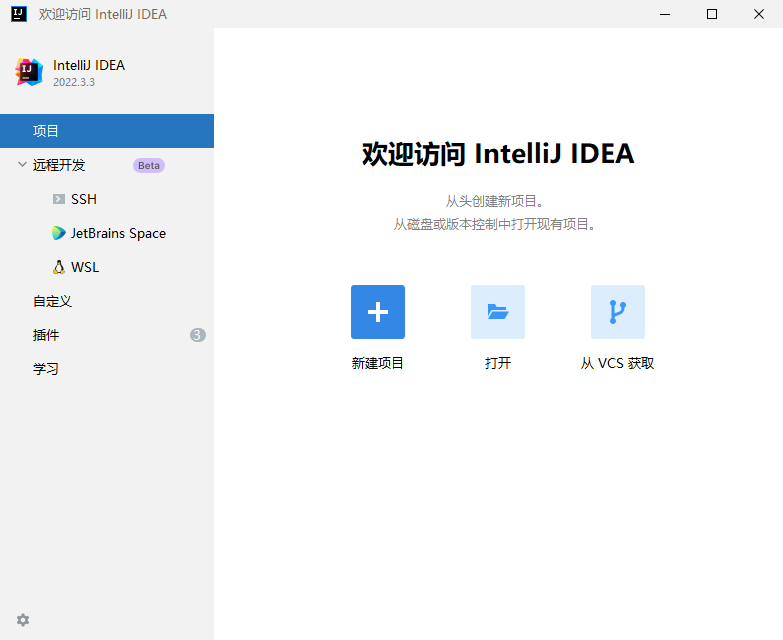 欢迎访问 IntelliJ IDEA
IntelliJ IDEA
2022.3.3
项目
远程开发 Beta
SSH
JetBrains Space
WSL
自定义
插件 3
学习
欢迎访问 IntelliJ IDEA
从头创建新项目。
从磁盘或版本控制中打开现有项目。
新建项目
打开
从 VCS 获取